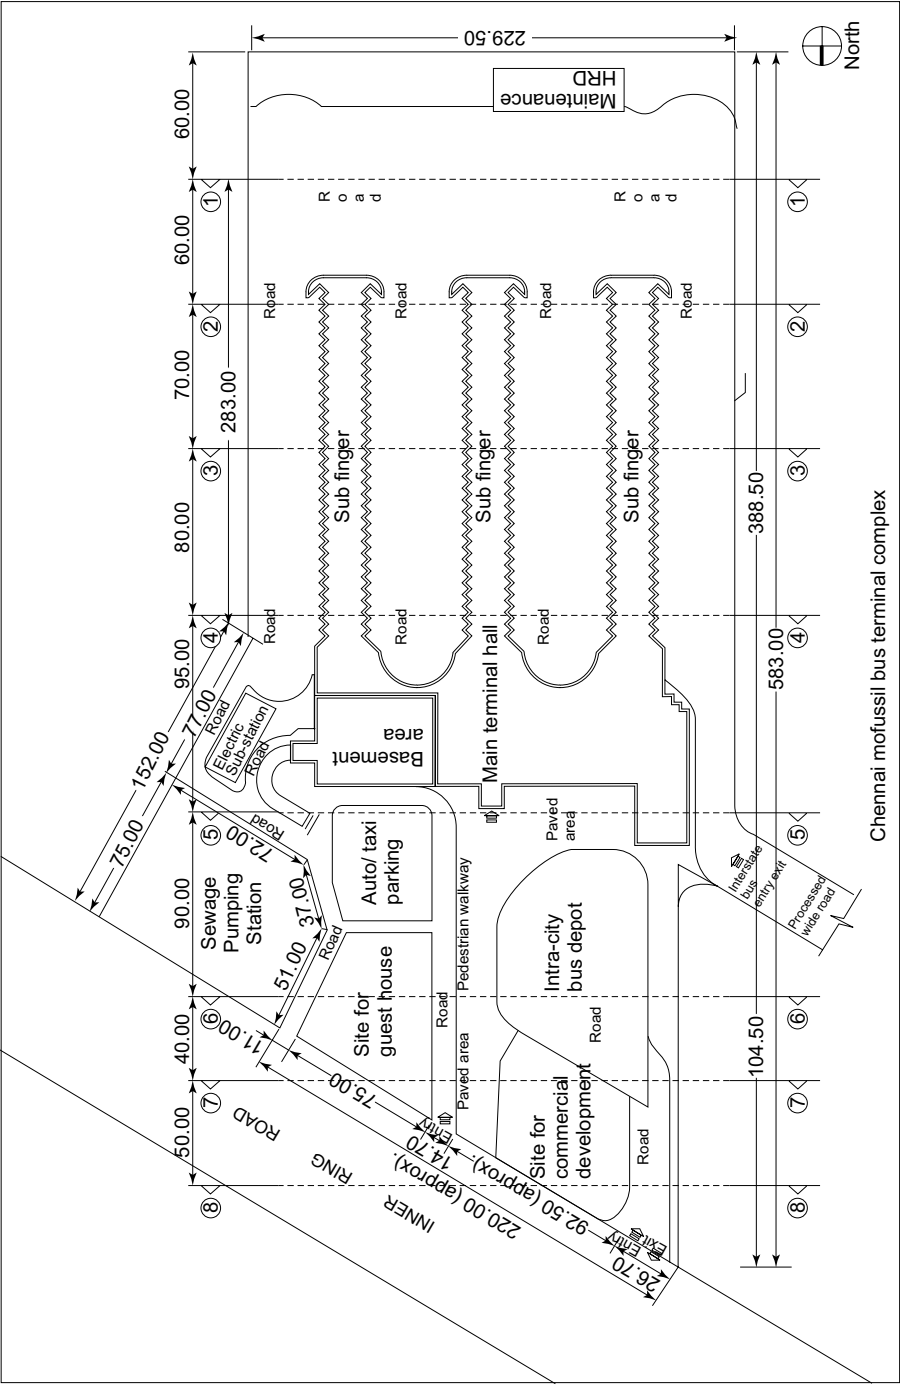 229.50
North
Maintenance
HRD
60.00
60.00
70.00
80.00
95.00
90.00
40.00
50.00
283.00
1
2
3
4
5
6
7
8
1
2
3
4
5
6
7
8
Road
Road
Road
Road
Road
Road
Sub finger
Sub finger
Sub finger
388.50
583.00
104.50
Road
Road
Road
152.00
77.00
75.00
72.00
37.00
51.00
11.00
Road
Electric
Sub-station
Road
Road
Basement
area
Main terminal hall
Paved
area
Auto/ taxi
parking
Sewage
Pumping
Station
Road
Site for
guest house
Road
Pedestrian walkway
Paved area
Intra-city
bus depot
Road
Site for
commercial
development
Road
Interstate
bus
entry exit
Processed
wide road
75.00
14.70
Entry
92.50 (approx).
220.00 (approx).
26.70
Entry
Exit
INNER
RING
ROAD
Chennai mofussil bus terminal complex